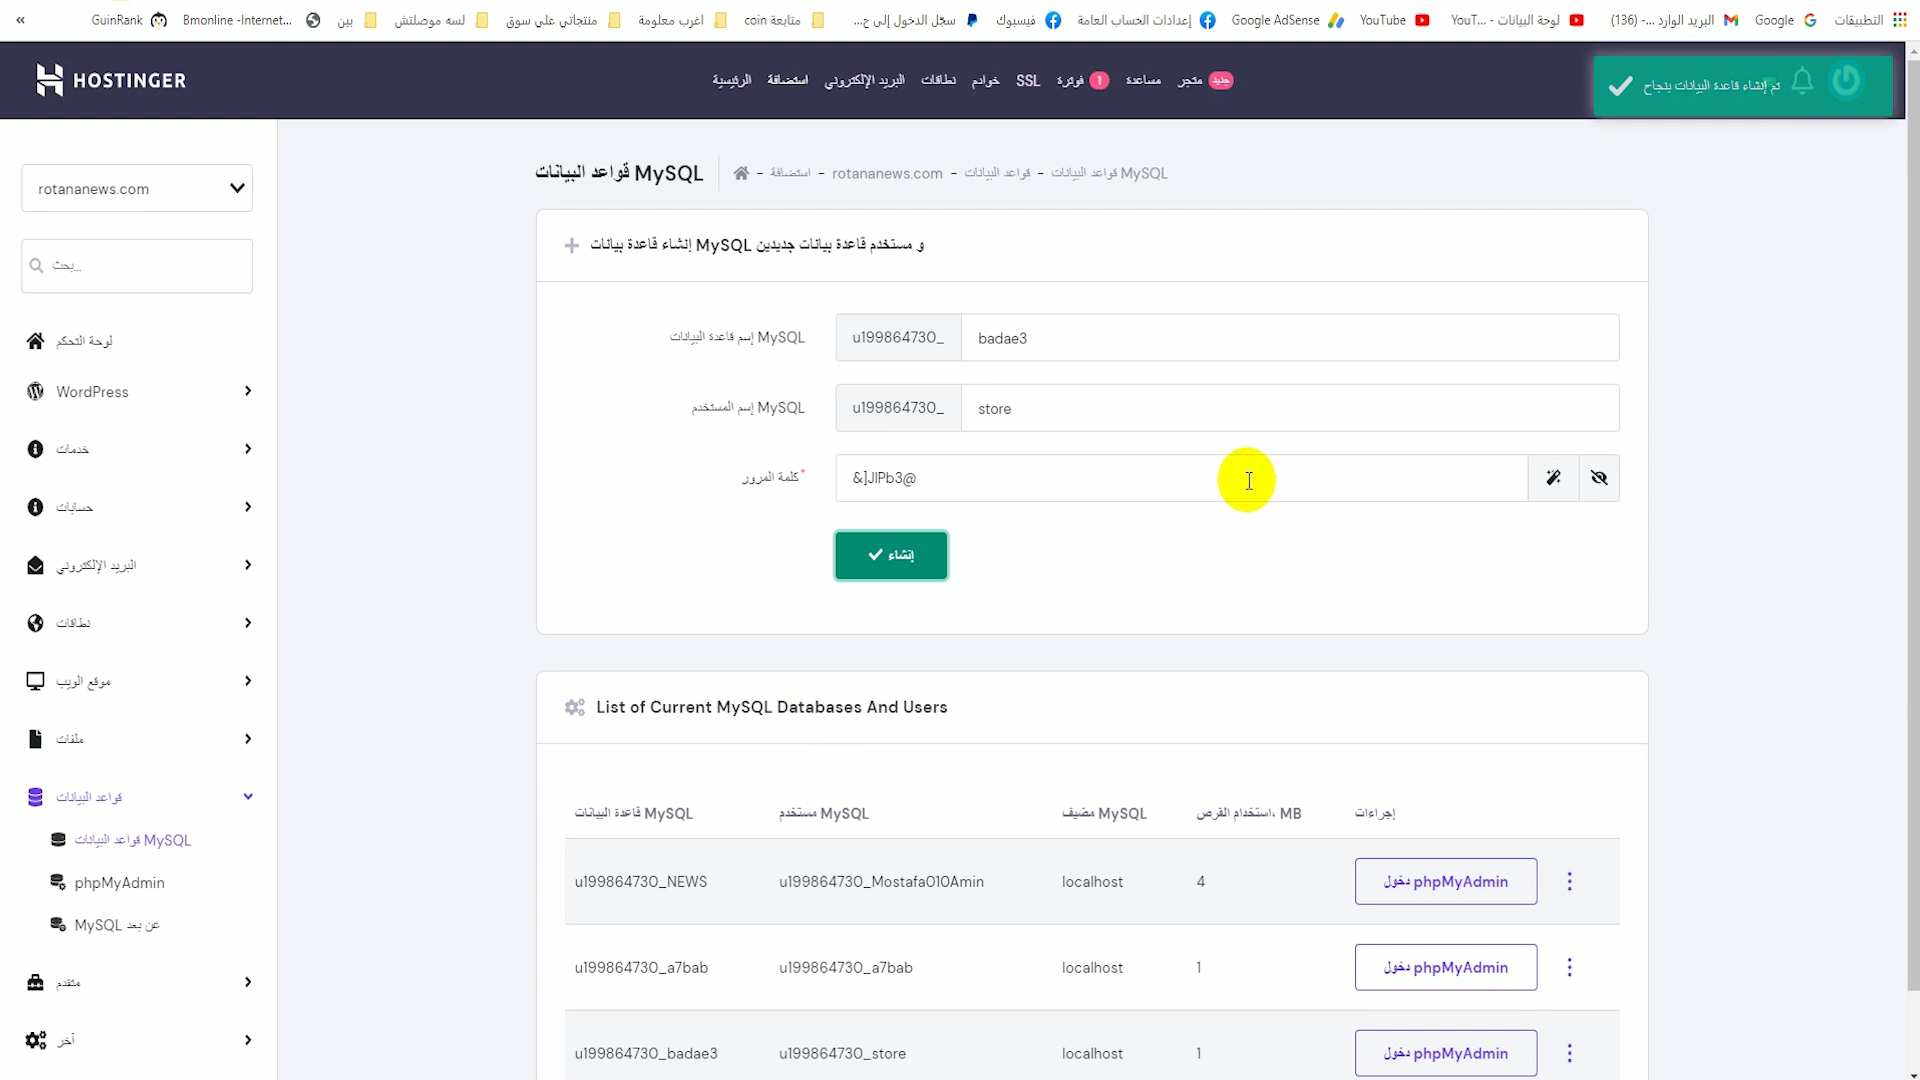 GuinRank
Bmonline -Internet...
بين
لسه موصلتش
منتجاتي علي سوق
اغرب معلومة
متابعة coin
سجّل الدخول إلى ح...
فيسبوك
إعدادات الحساب العامة
Google AdSense
YouTube
لوحة البيانات - YouT...
البريد الوارد ...- (136)
Google
التطبيقات
HOSTINGER
الرئيسية
استضافة
البريد الإلكتروني
نطاقات
خوادم
SSL
فوترة 1
مساعدة
متجر جديد
تم إنشاء قاعدة البيانات بنجاح
rotananews.com
بحث...
لوحة التحكم
WordPress
خدمات
حسابات
البريد الإلكتروني
نطاقات
موقع الويب
ملفات
قواعد البيانات
قواعد البيانات MySQL
phpMyAdmin
عن بعد MySQL
متقدم
آخر
قواعد البيانات MySQL
- استضافة - rotananews.com - قواعد البيانات - قواعد البيانات MySQL
إنشاء قاعدة بيانات MySQL و مستخدم قاعدة بيانات جديدين
إسم قاعدة البيانات MySQL
u199864730_
badae3
إسم المستخدم MySQL
u199864730_
store
كلمة المرور*
&]JIPb3@
إنشاء
List of Current MySQL Databases And Users
قاعدة البيانات MySQL
مستخدم MySQL
مضيف MySQL
استخدام القرص، MB
إجراءات
u199864730_NEWS
u199864730_Mostafa010Amin
localhost
4
دخول phpMyAdmin
u199864730_a7bab
u199864730_a7bab
localhost
1
دخول phpMyAdmin
u199864730_badae3
u199864730_store
localhost
1
دخول phpMyAdmin